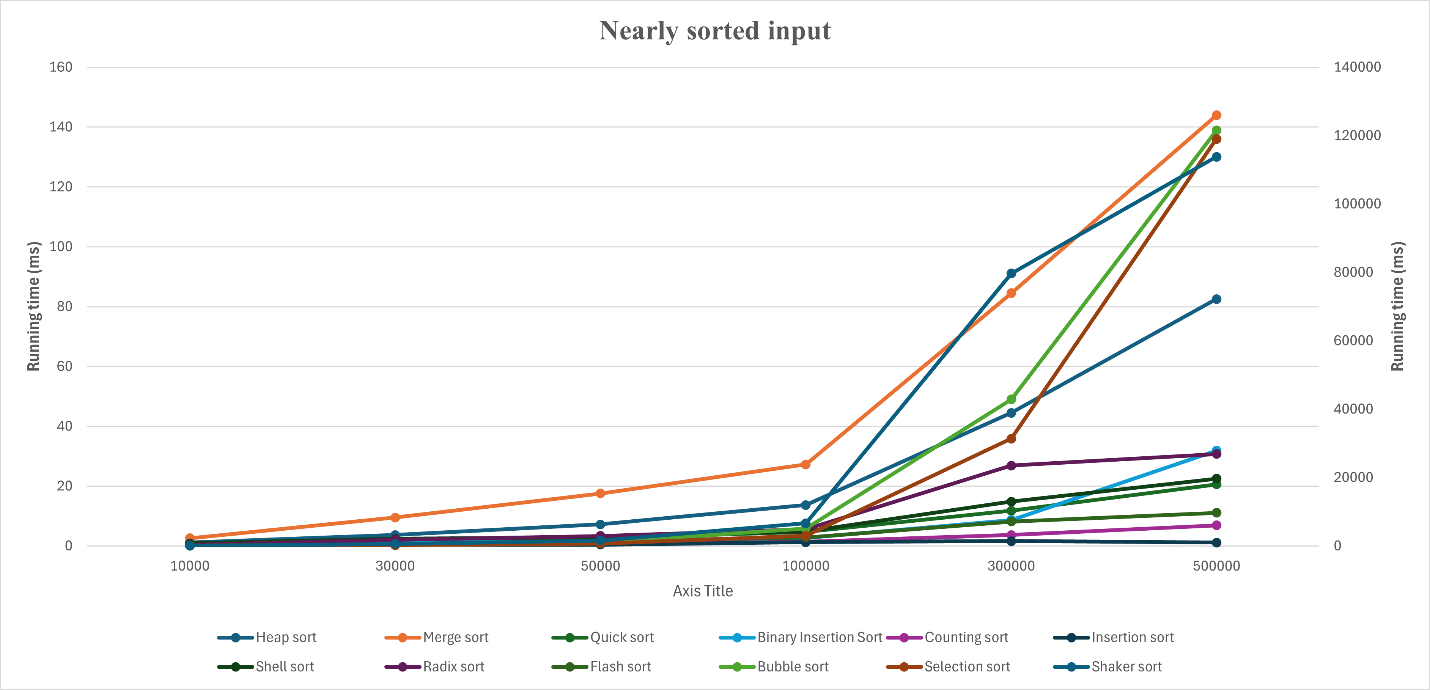 Nearly sorted input
160 140000
140 120000
120 100000
100 80000
80 60000
60 40000
40 20000
20 0
0
Running time (ms)
Running time (ms)
10000 30000 50000 100000 300000 500000
Axis Title
Heap sort Merge sort Quick sort Binary Insertion Sort Counting sort Insertion sort
Shell sort Radix sort Flash sort Bubble sort Selection sort Shaker sort